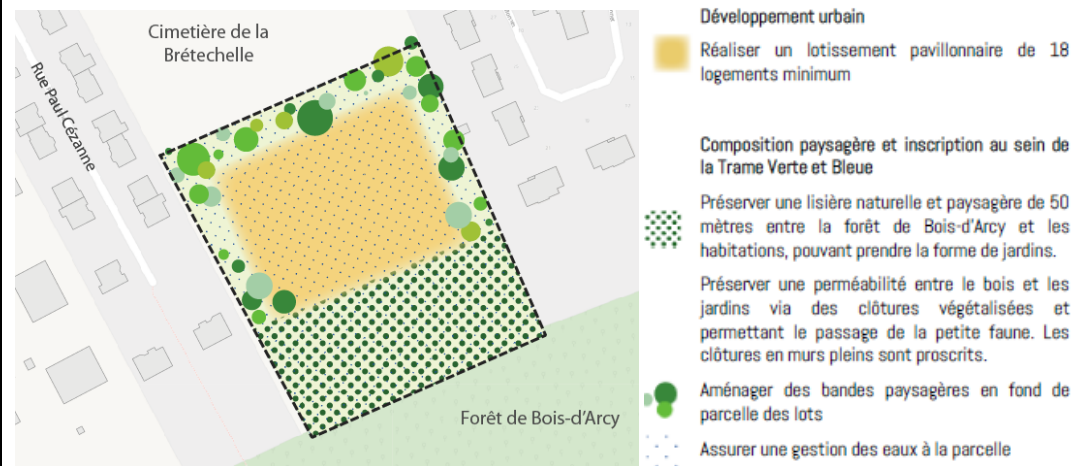 Cimetière de la
Brétechelle
Rue Paul Cézanne
Forêt de Bois-d'Arcy
Développement urbain
Réaliser un lotissement pavillonnaire de 18
logements minimum
Composition paysagère et inscription au sein de
la Trame Verte et Bleue
Préserver une lisière naturelle et paysagère de 50
mètres entre la forêt de Bois-d'Arcy et les
habitations, pouvant prendre la forme de jardins.
Préserver une perméabilité entre le bois et les
jardins via des clôtures végétalisées et
permettant le passage de la petite faune. Les
clôtures en murs pleins sont proscrits.
Aménager des bandes paysagères en fond de
parcelle des lots
Assurer une gestion des eaux à la parcelle